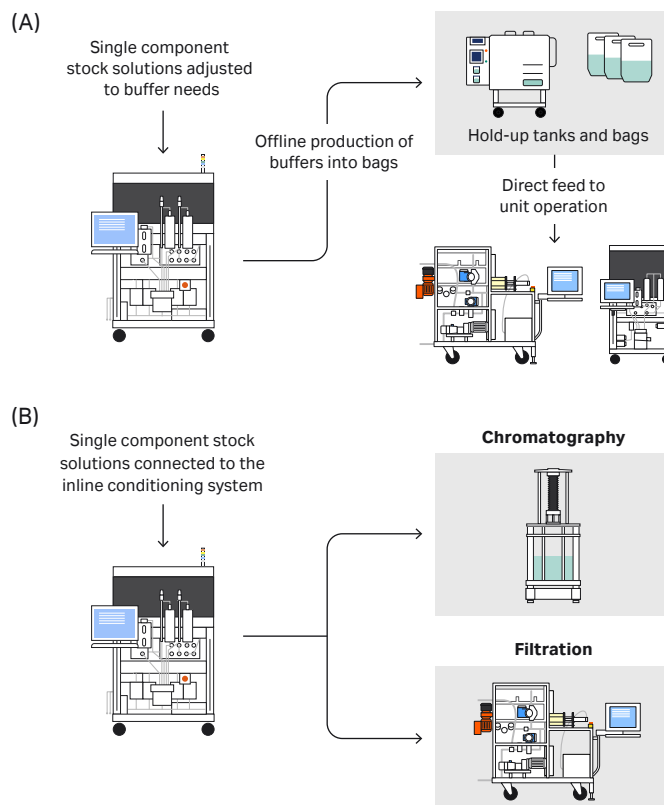 (A)
Single component
stock solutions adjusted
to buffer needs
Offline production of
buffers into bags
Hold-up tanks and bags
Direct feed to
unit operation
(B)
Single component stock
solutions connected to the
inline conditioning system
Chromatography
Filtration